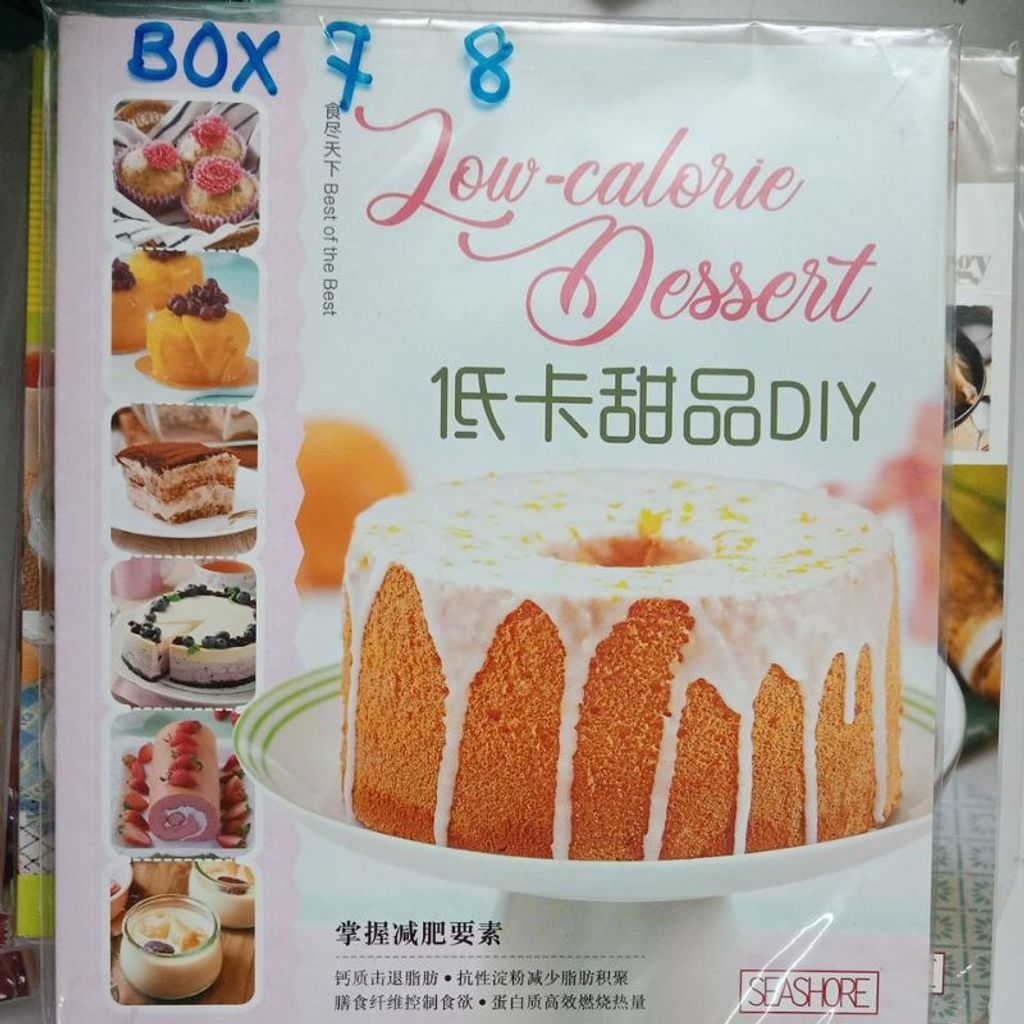 BOX 7 8
食之天下 Best of the Best
Low-calorie
Dessert
低卡甜品DIY
掌握减肥要素
钙质击退脂肪•抗性淀粉减少脂肪积聚
膳食纤维控制食欲•蛋白质高效燃烧热量
SEASHORE
gy